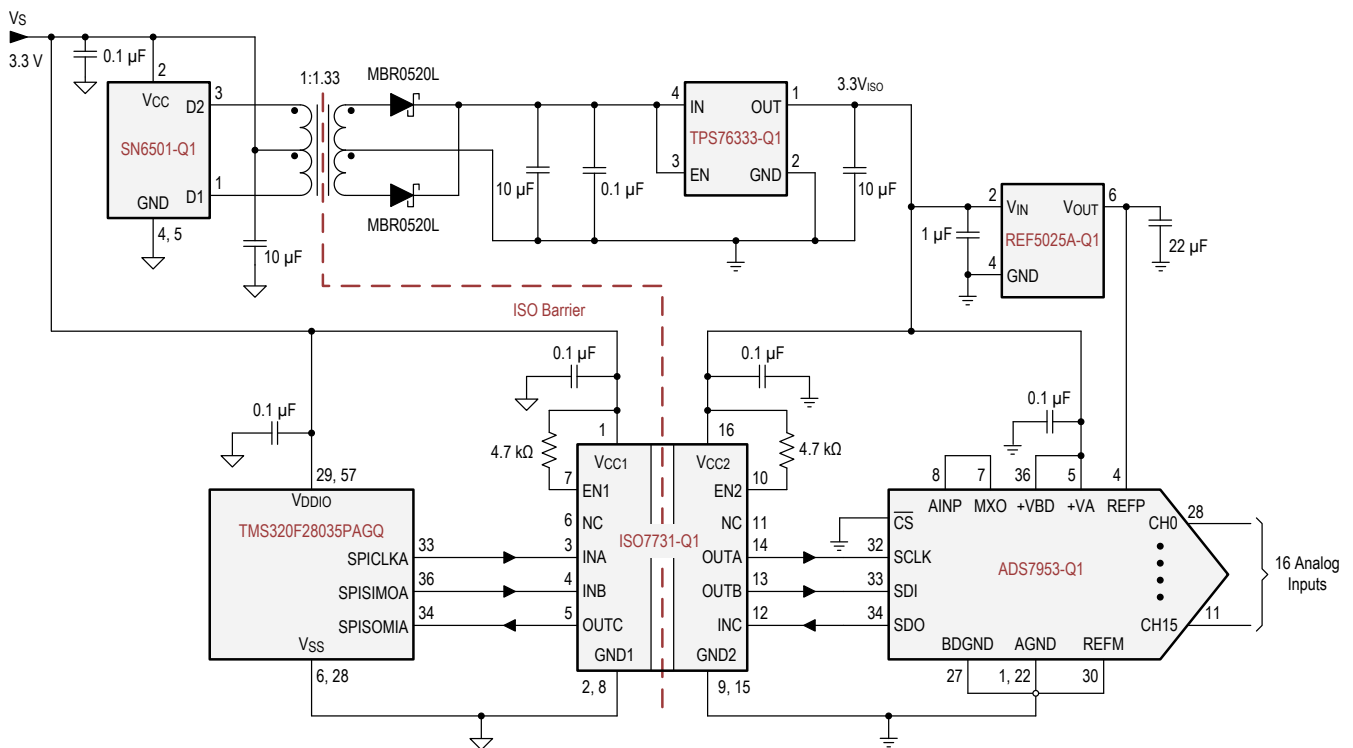 VS
3.3 V
0.1 µF
2
VCC
3
D2
SN6501-Q1
D1
1
GND
4, 5
10 µF
1:1.33
MBR0520L
MBR0520L
10 µF
0.1 µF
4
IN
OUT
1
TPS76333-Q1
3
EN
GND
2
3.3VISO
10 µF
2
VIN
VOUT
6
REF5025A-Q1
1 µF
4
GND
22 µF
ISO Barrier
0.1 µF
0.1 µF
0.1 µF
0.1 µF
4.7 kΩ
4.7 kΩ
1
16
VCC1
VCC2
7
EN1
EN2
10
6
NC
NC
11
ISO7731-Q1
3
INA
OUTA
14
4
INB
OUTB
13
5
OUTC
INC
12
GND1
GND2
2, 8
9, 15
29, 57
VDDIO
TMS320F28035PAGQ
SPICLKA
33
SPISIMOA
36
SPISOMIA
34
VSS
6, 28
8
7
36
5
4
AINP
MXO
+VBD
+VA
REFP
CS
32
SCLK
33
SDI
34
SDO
ADS7953-Q1
CH0
28
CH15
11
16 Analog
Inputs
BDGND
AGND
REFM
27
1, 22
30